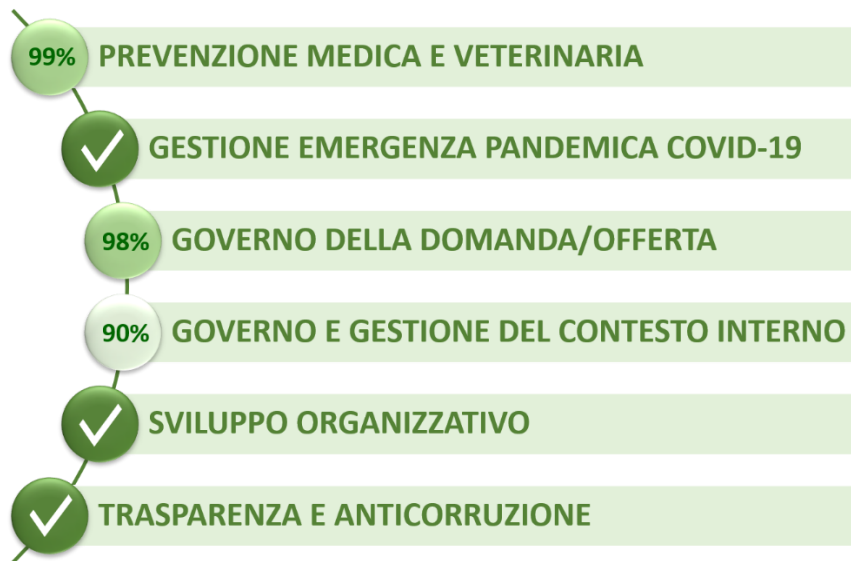 99% PREVENZIONE MEDICA E VETERINARIA
GESTIONE EMERGENZA PANDEMICA COVID-19
98% GOVERNO DELLA DOMANDA/OFFERTA
90% GOVERNO E GESTIONE DEL CONTESTO INTERNO
SVILUPPO ORGANIZZATIVO
TRASPARENZA E ANTICORRUZIONE